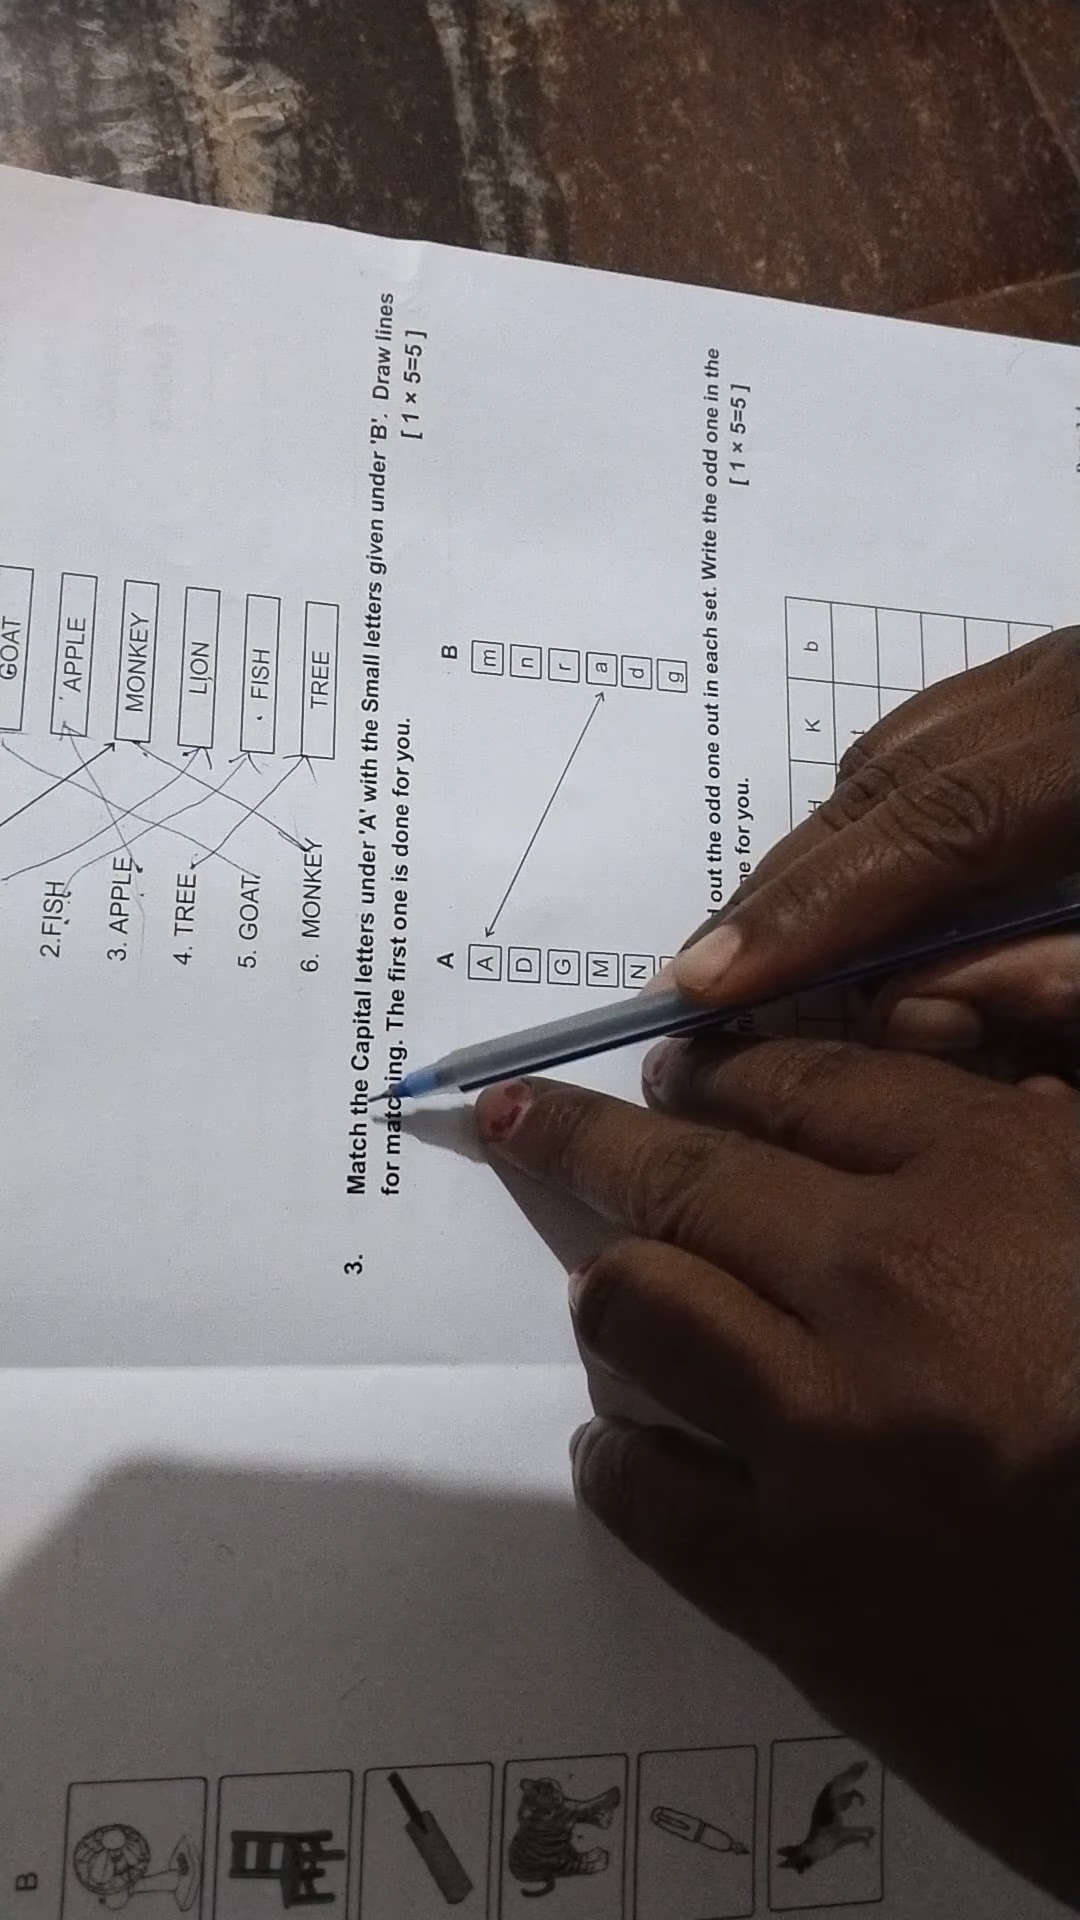 GOAT
APPLE
MONKEY
LION
FISH
TREE
2.FISH
3. APPLE
4. TREE
5. GOAT
6. MONKEY
3. Match the Capital letters under 'A' with the Small letters given under 'B'. Draw lines
for matching. The first one is done for you.
[ 1 × 5=5 ]
A B
A m
D n
G r
M a
N d
g
out the odd one out in each set. Write the odd one in the
for you.
[ 1 × 5=5 ]
K b
B